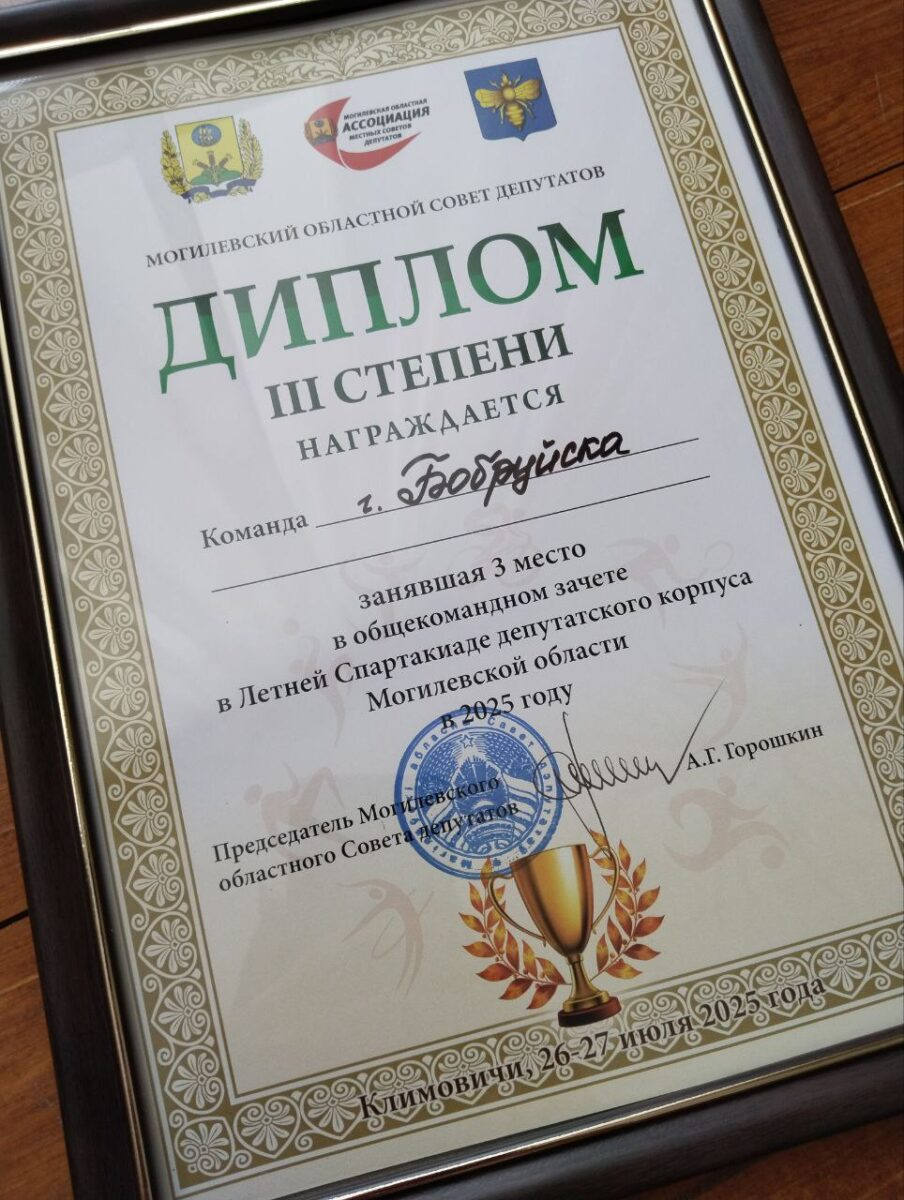 МОГИЛЕВСКАЯ ОБЛАСТНАЯ
АССОЦИАЦИЯ
МЕСТНЫХ СОВЕТОВ
ДЕПУТАТОВ
МОГИЛЕВСКИЙ ОБЛАСТНОЙ СОВЕТ ДЕПУТАТОВ
ДИПЛОМ
III СТЕПЕНИ
НАГРАЖДАЕТСЯ
Команда г. Бобруйска
занявшая 3 место
в общекомандном зачете
в Летней Спартакиаде депутатского корпуса
Могилевской области
в 2025 году
Председатель Могилевского
областного Совета депутатов
А.Г. Горошкин
Климовичи, 26-27 июля 2025 года